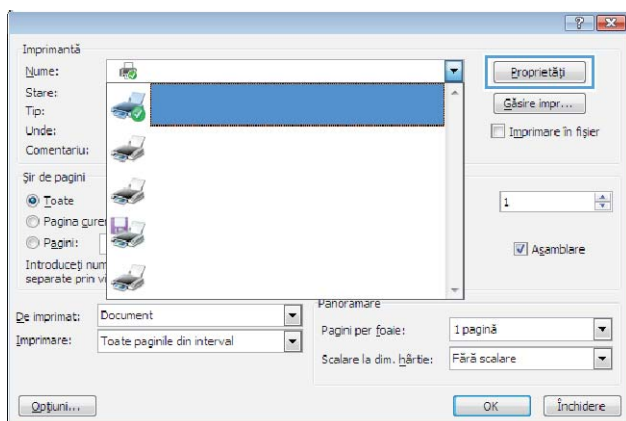 Imprimantă
Nume:
Proprietăți
Stare:
Tip:
Găsire impr...
Unde:
Imprimare în fișier
Comentariu:
Șir de pagini
Toate
1
Pagina cure
Pagini:
Asamblare
Introduceți num
separate prin vi
Panoramare
De imprimat: Document
Pagini per foaie: 1 pagină
Imprimare: Toate paginile din interval
Scalare la dim. hârtie: Fără scalare
Opțiuni...
OK
Închidere